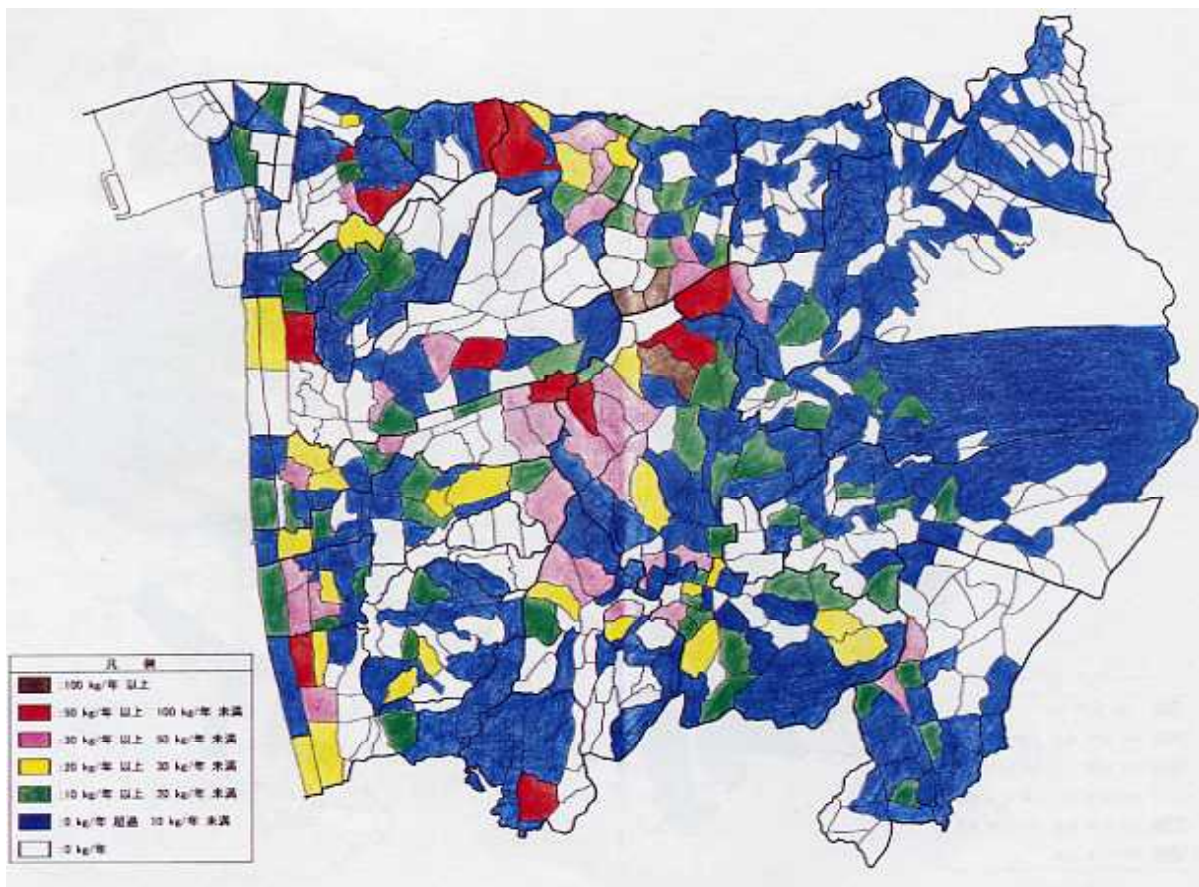 凡 例
:100 kg/年 以上
:50 kg/年 以上 100 kg/年 未満
:30 kg/年 以上 50 kg/年 未満
:20 kg/年 以上 30 kg/年 未満
:10 kg/年 以上 20 kg/年 未満
:0 kg/年 超過 10 kg/年 未満
:0 kg/年